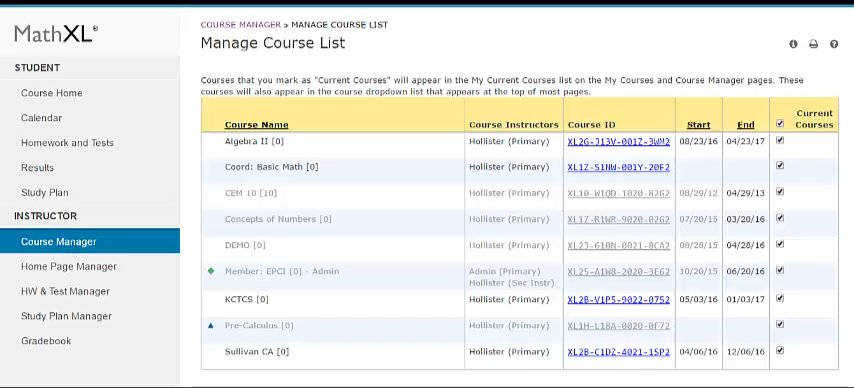 MathXL®
STUDENT
Course Home
Calendar
Homework and Tests
Results
Study Plan
INSTRUCTOR
Course Manager
Home Page Manager
HW & Test Manager
Study Plan Manager
Gradebook
COURSE MANAGER » MANAGE COURSE LIST
Manage Course List
Courses that you mark as "Current Courses" will appear in the My Current Courses list on the My Courses and Course Manager pages. These
courses will also appear in the course dropdown list that appears at the top of most pages.
Course Name Course Instructors Course ID Start End Current Courses
Algebra II [0] Hollister (Primary) XL2G-J13V-001Z-3WM2 08/23/16 04/23/17
Coord: Basic Math [0] Hollister (Primary) XL1Z-S1NW-001Y-20F2
CEM 10 [10] Hollister (Primary) XL10-W1QD-1020-82G2 08/29/12 04/29/13
Concepts of Numbers [0] Hollister (Primary) XL1Z-R1WR-9020-02G2 07/20/15 03/20/16
DEMO [0] Hollister (Primary) XL23-610N-0021-8CA2 08/28/15 04/28/16
Member: EPCI [0] - Admin Admin (Primary) XL25-A1W8-2020-3E62 10/20/15 06/20/16
Hollister (Sec Instr)
KCTCS [0] Hollister (Primary) XL2B-V1P5-9022-0752 05/03/16 01/03/17
Pre-Calculus [0] Hollister (Primary) XL1H-L18A-0020-0F72
Sullivan CA [0] Hollister (Primary) XL2B-C1DZ-4021-1SP2 04/06/16 12/06/16